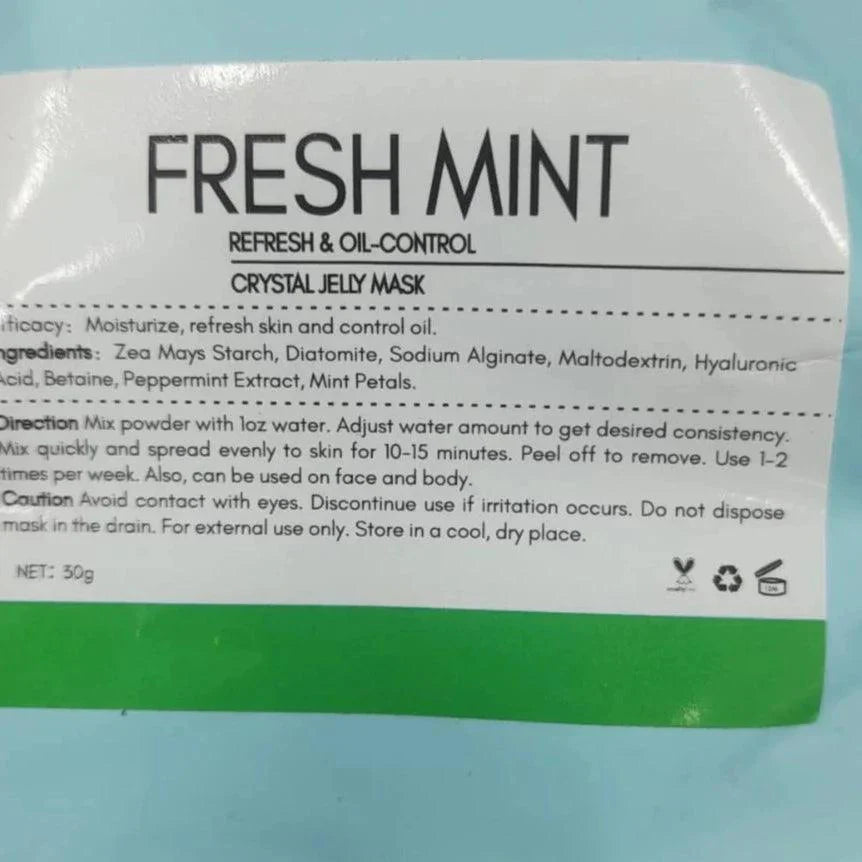 FRESH MINT
REFRESH & OIL-CONTROL
CRYSTAL JELLY MASK
fficacy: Moisturize, refresh skin and control oil.
ngredients: Zea Mays Starch, Diatomite, Sodium Alginate, Maltodextrin, Hyaluronic
Acid, Betaine, Peppermint Extract, Mint Petals.
Direction Mix powder with 1oz water. Adjust water amount to get desired consistency.
Mix quickly and spread evenly to skin for 10-15 minutes. Peel off to remove. Use 1-2
times per week. Also, can be used on face and body.
Caution Avoid contact with eyes. Discontinue use if irritation occurs. Do not dispose
mask in the drain. For external use only. Store in a cool, dry place.
NET: 30g